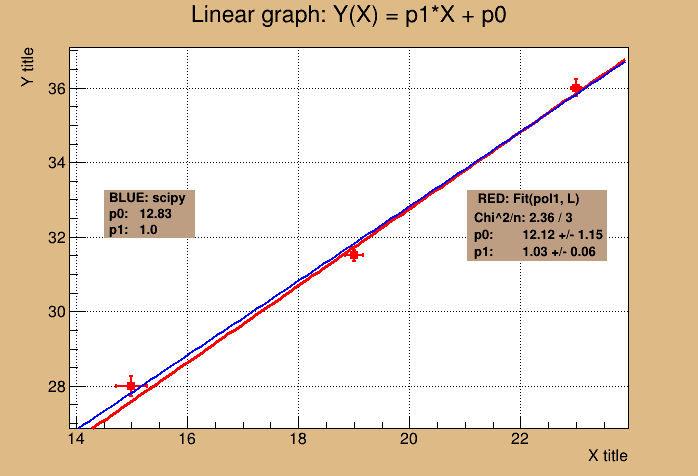 Linear graph: Y(X) = p1*X + p0
Y title
36
34
32
30
28
BLUE: scipy
p0: 12.83
p1: 1.0
RED: Fit(pol1, L)
Chi^2/n: 2.36 / 3
p0: 12.12 +/- 1.15
p1: 1.03 +/- 0.06
14 16 18 20 22
X title